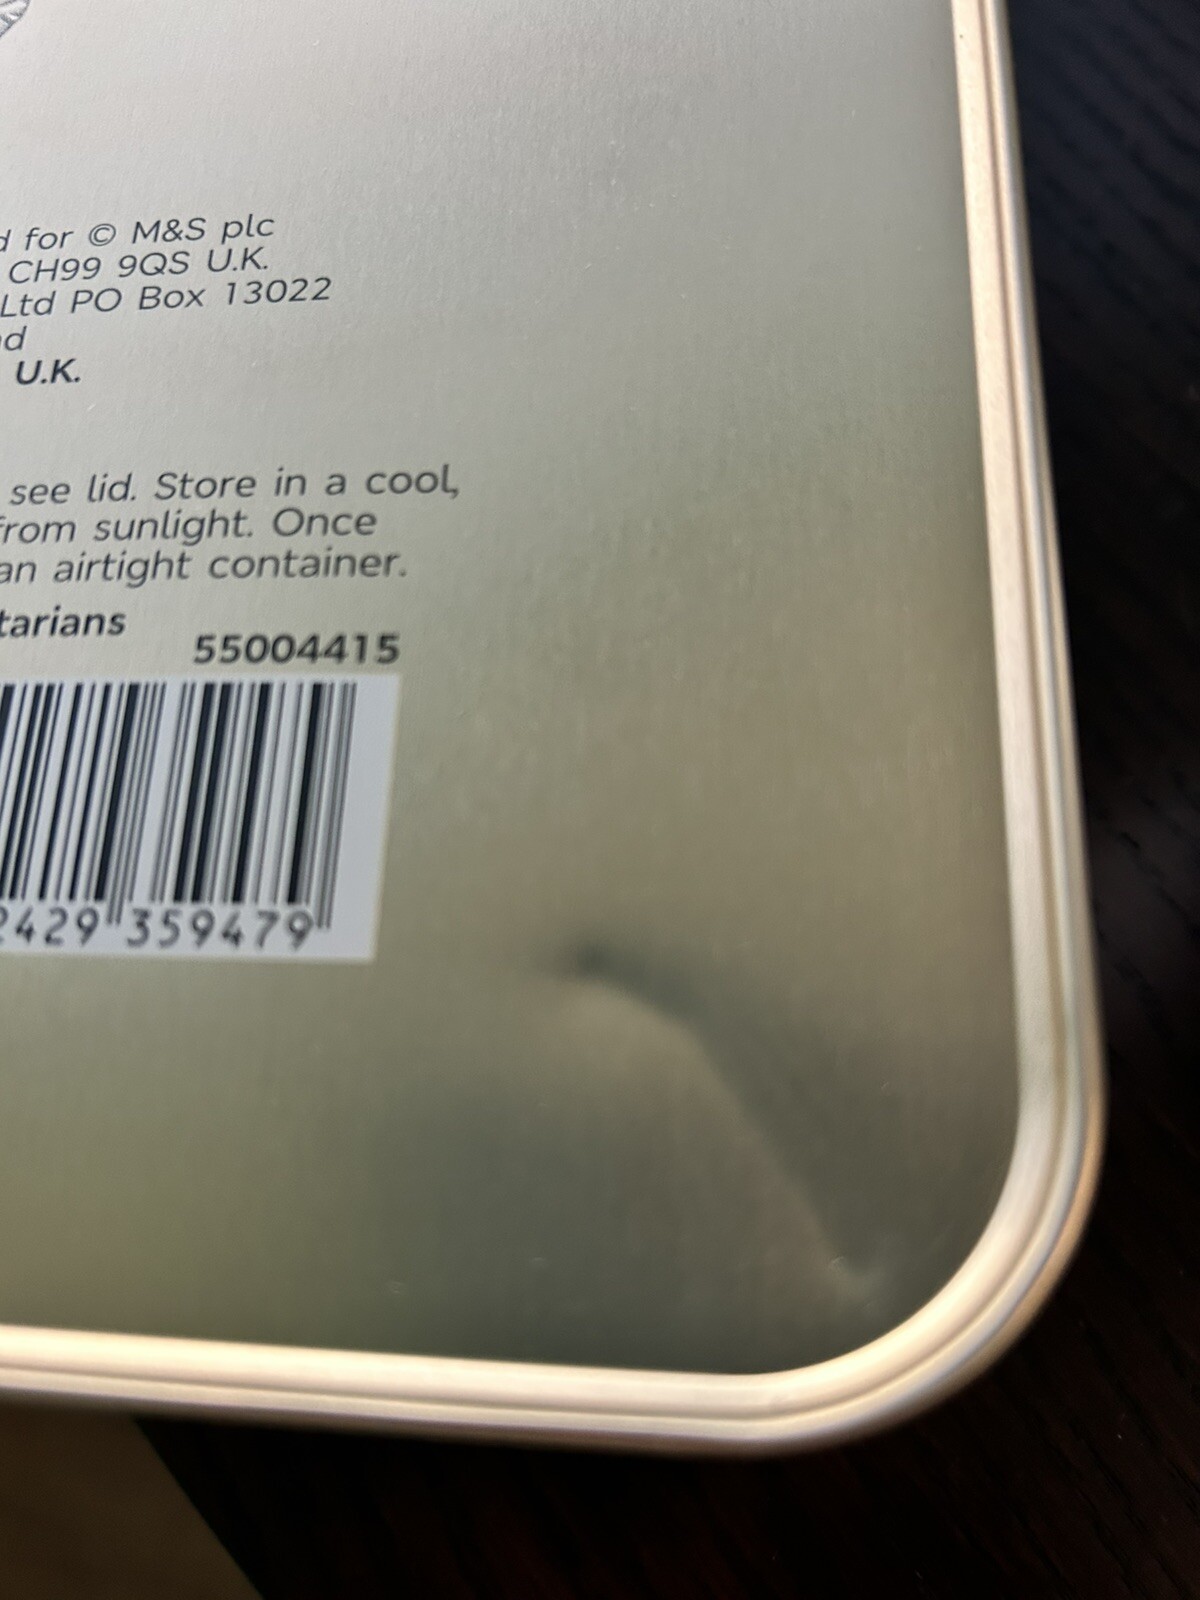 for © M&S plc
CH99 9QS U.K.
Ltd PO Box 13022
U.K.
see lid. Store in a cool,
from sunlight. Once
an airtight container.
tarians
55004415
2429 359479